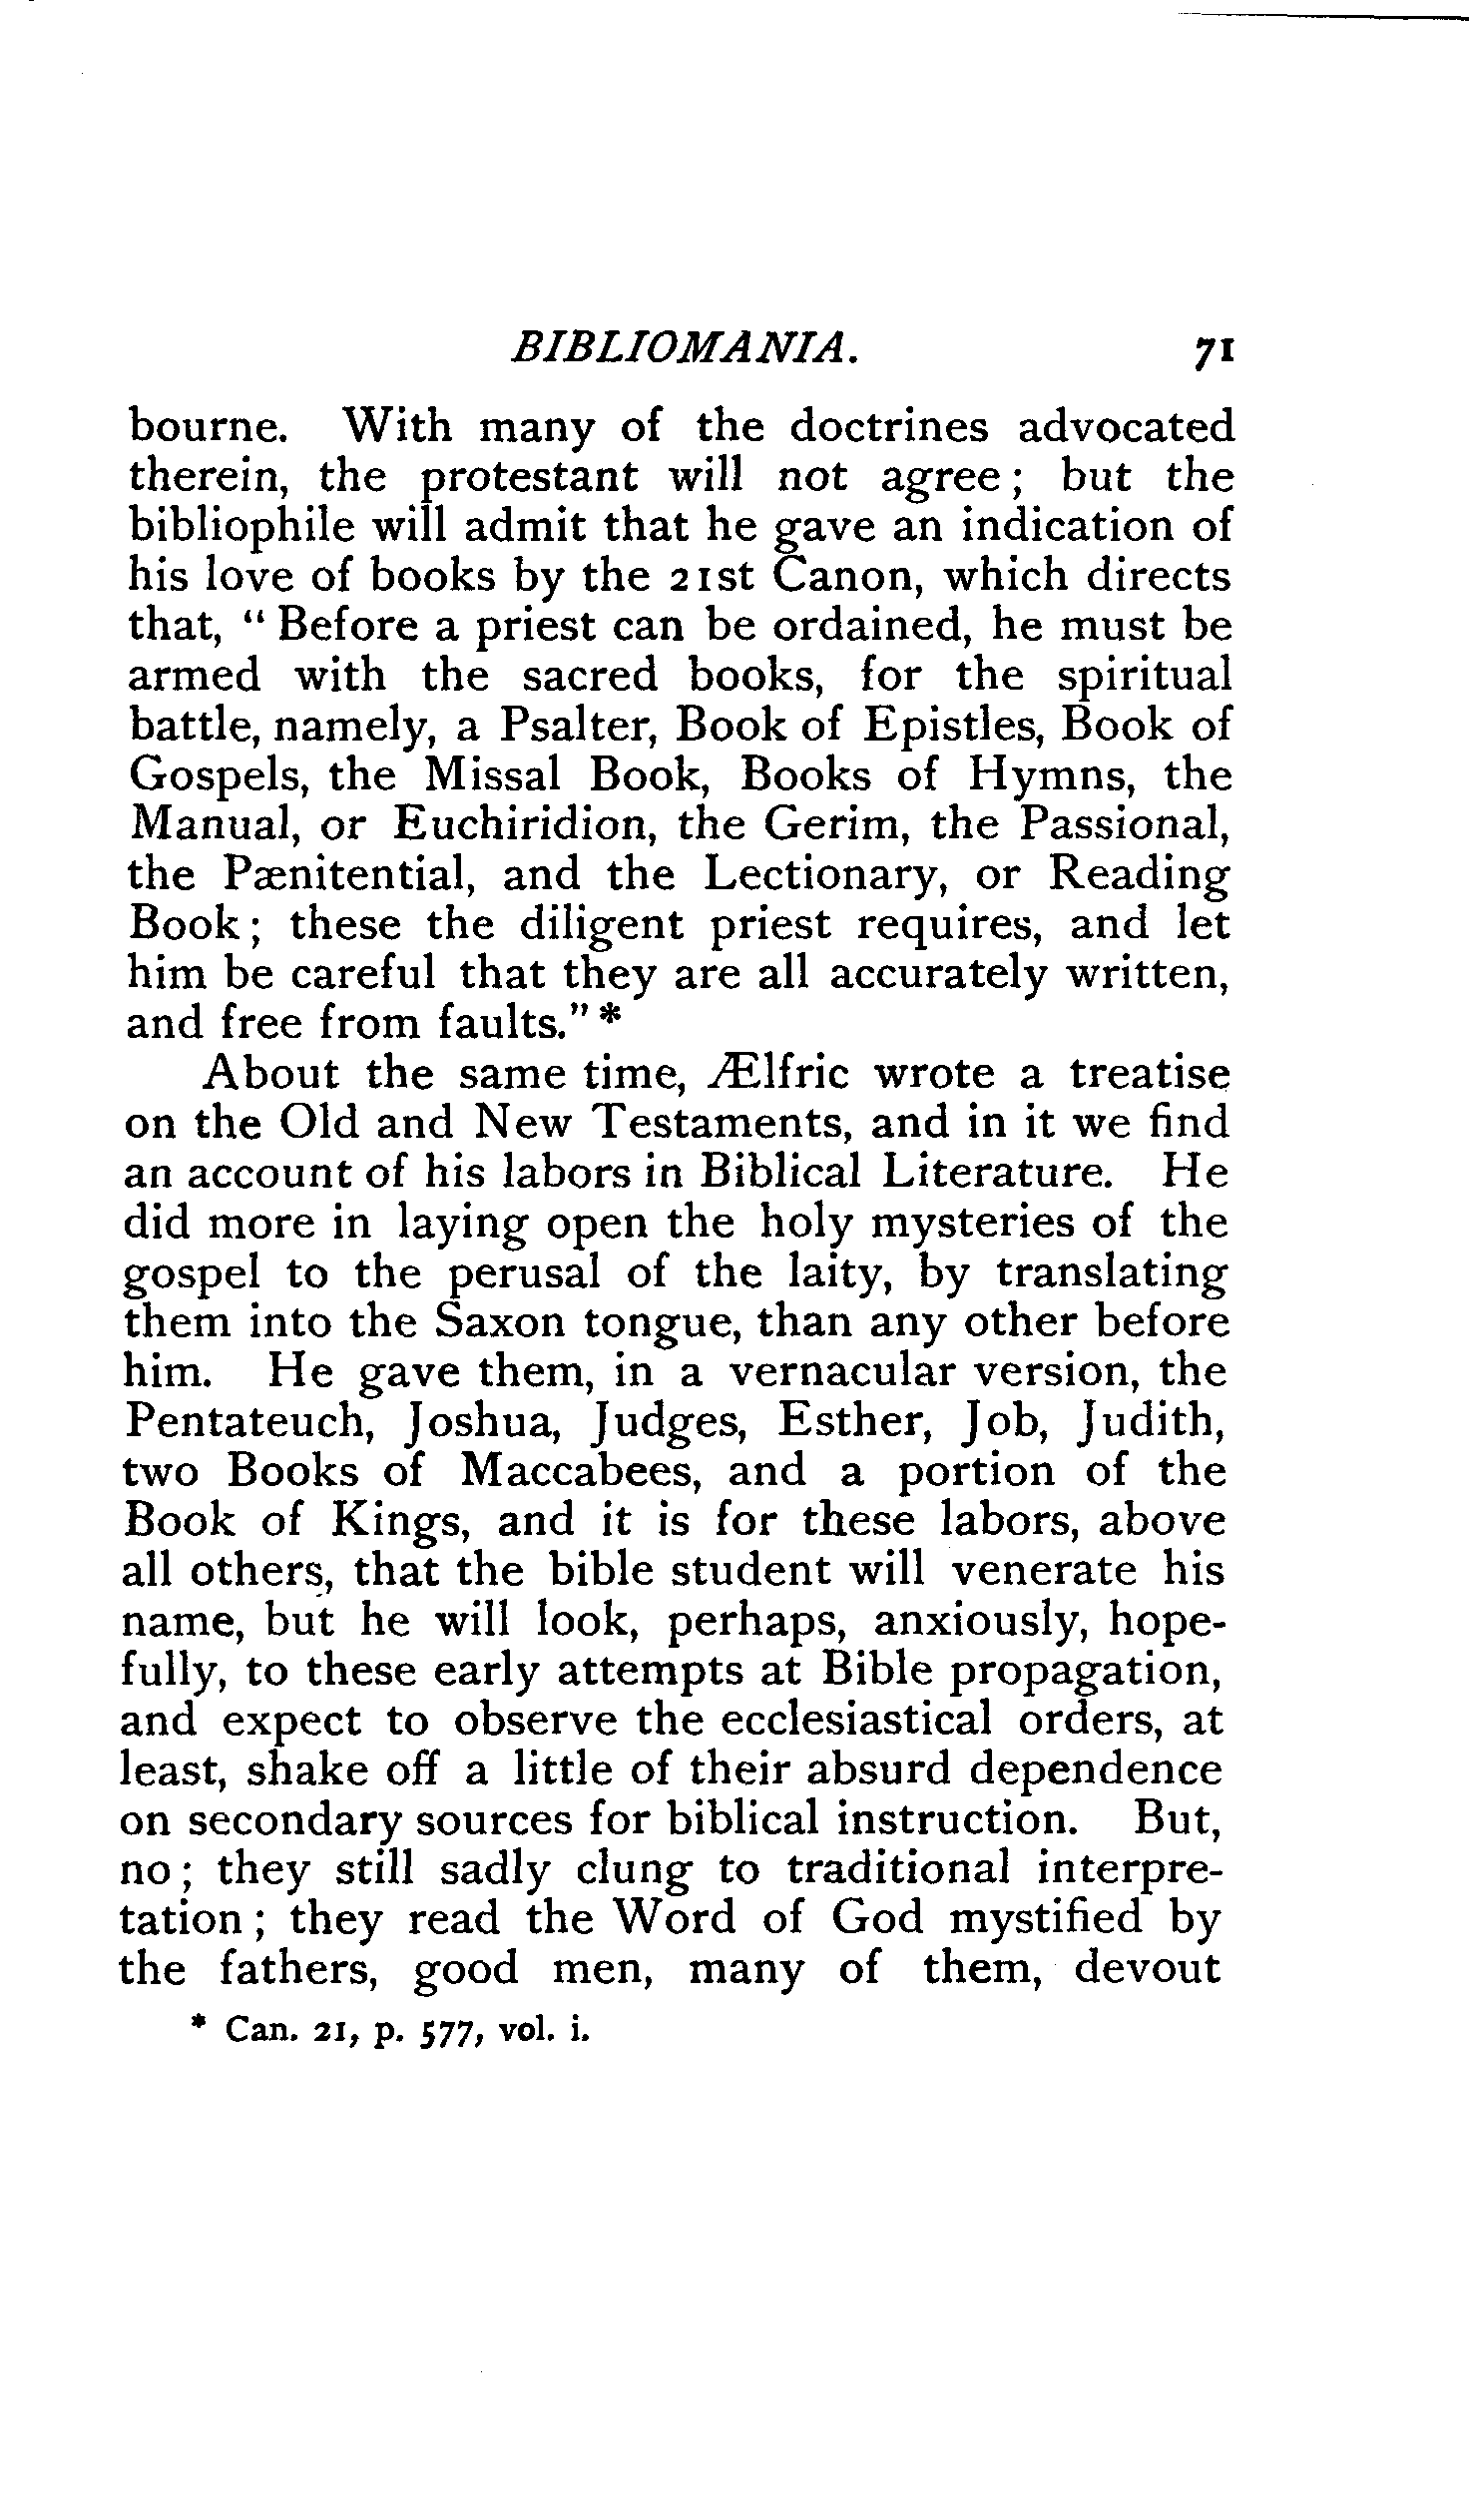 BIBLIOMANIA. 71
bourne. With many of the doctrines advocated
therein, the protestant will not agree; but the
bibliophile will admit that he gave an indication of
his love of books by the 21st Canon, which directs
that, “Before a priest can be ordained, he must be
armed with the sacred books, for the spiritual
battle, namely, a Psalter, Book of Epistles, Book of
Gospels, the Missal Book, Books of Hymns, the
Manual, or Euchiridion, the Gerim, the Passional,
the Pænitential, and the Lectionary, or Reading
Book; these the diligent priest requires, and let
him be careful that they are all accurately written,
and free from faults.”*
About the same time, Ælfric wrote a treatise
on the Old and New Testaments, and in it we find
an account of his labors in Biblical Literature. He
did more in laying open the holy mysteries of the
gospel to the perusal of the laity, by translating
them into the Saxon tongue, than any other before
him. He gave them, in a vernacular version, the
Pentateuch, Joshua, Judges, Esther, Job, Judith,
two Books of Maccabees, and a portion of the
Book of Kings, and it is for these labors, above
all others, that the bible student will venerate his
name, but he will look, perhaps, anxiously, hope-
fully, to these early attempts at Bible propagation,
and expect to observe the ecclesiastical orders, at
least, shake off a little of their absurd dependence
on secondary sources for biblical instruction. But,
no; they still sadly clung to traditional interpre-
tation; they read the Word of God mystified by
the fathers, good men, many of them, devout
* Can. 21, p. 577, vol. i.